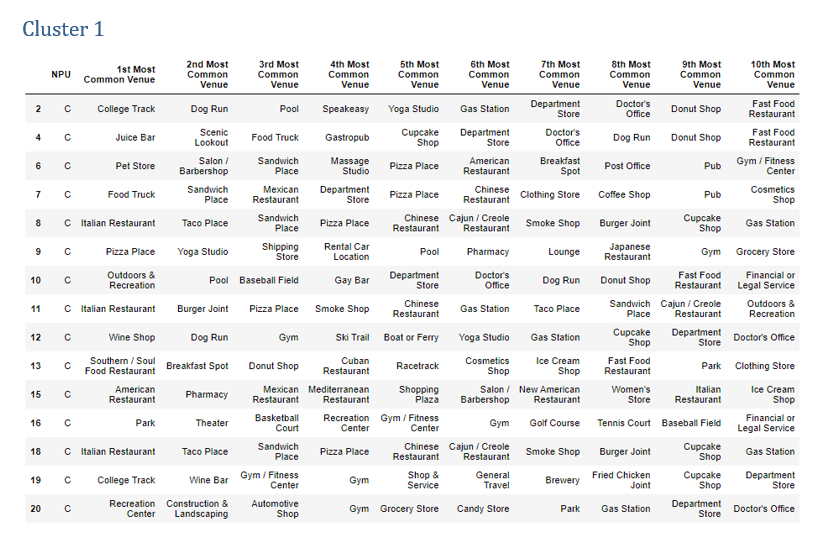 Cluster 1
NPU 1st Most Common Venue 2nd Most Common Venue 3rd Most Common Venue 4th Most Common Venue 5th Most Common Venue 6th Most Common Venue 7th Most Common Venue 8th Most Common Venue 9th Most Common Venue 10th Most Common Venue
2 C College Track Dog Run Pool Speakeasy Yoga Studio Gas Station Department Store Doctor's Office Donut Shop Fast Food Restaurant
4 C Juice Bar Scenic Lookout Food Truck Gastropub Cupcake Shop Department Store Doctor's Office Dog Run Donut Shop Fast Food Restaurant
6 C Pet Store Salon / Barbershop Sandwich Place Massage Studio Pizza Place American Restaurant Breakfast Spot Post Office Pub Gym / Fitness Center
7 C Food Truck Sandwich Place Mexican Restaurant Department Store Pizza Place Chinese Restaurant Clothing Store Coffee Shop Pub Cosmetics Shop
8 C Italian Restaurant Taco Place Sandwich Place Pizza Place Chinese Restaurant Cajun / Creole Restaurant Smoke Shop Burger Joint Cupcake Shop Gas Station
9 C Pizza Place Yoga Studio Shipping Store Rental Car Location Pool Pharmacy Lounge Japanese Restaurant Gym Grocery Store
10 C Outdoors & Recreation Pool Baseball Field Gay Bar Department Store Doctor's Office Dog Run Donut Shop Fast Food Restaurant Financial or Legal Service
11 C Italian Restaurant Burger Joint Pizza Place Smoke Shop Chinese Restaurant Gas Station Taco Place Sandwich Place Cajun / Creole Restaurant Outdoors & Recreation
12 C Wine Shop Dog Run Gym Ski Trail Boat or Ferry Yoga Studio Gas Station Cupcake Shop Department Store Doctor's Office
13 C Southern / Soul Food Restaurant Breakfast Spot Donut Shop Cuban Restaurant Racetrack Cosmetics Shop Ice Cream Shop Fast Food Restaurant Park Clothing Store
15 C American Restaurant Pharmacy Mexican Restaurant Mediterranean Restaurant Shopping Plaza Salon / Barbershop New American Restaurant Women's Store Italian Restaurant Ice Cream Shop
16 C Park Theater Basketball Court Recreation Center Gym / Fitness Center Gym Golf Course Tennis Court Baseball Field Financial or Legal Service
18 C Italian Restaurant Taco Place Sandwich Place Pizza Place Chinese Restaurant Cajun / Creole Restaurant Smoke Shop Burger Joint Cupcake Shop Gas Station
19 C College Track Wine Bar Gym / Fitness Center Gym Shop & Service General Travel Brewery Fried Chicken Joint Cupcake Shop Department Store
20 C Recreation Center Construction & Landscaping Automotive Shop Gym Grocery Store Candy Store Park Gas Station Department Store Doctor's Office